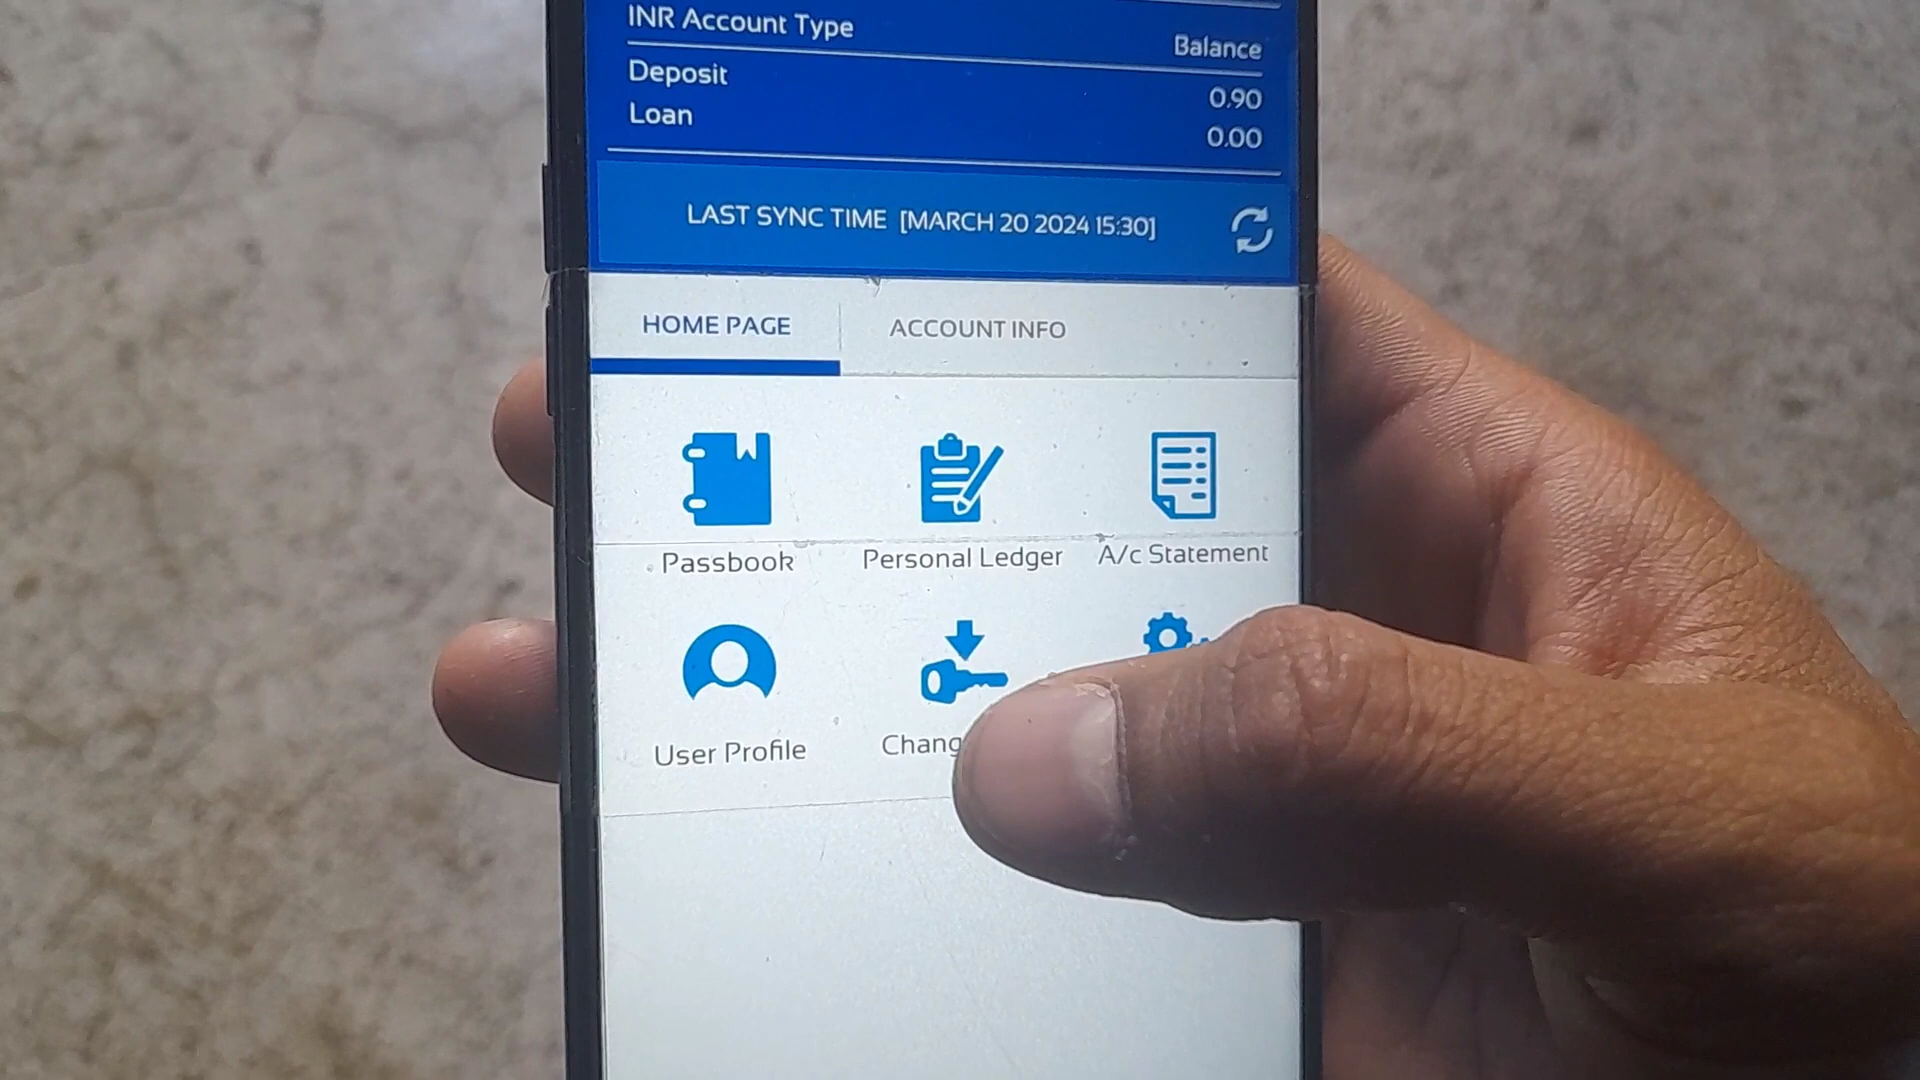 INR Account Type Balance
Deposit 0.90
Loan 0.00
LAST SYNC TIME [MARCH 20 2024 15:30]
HOME PAGE ACCOUNT INFO
Passbook Personal Ledger A/c Statement
User Profile